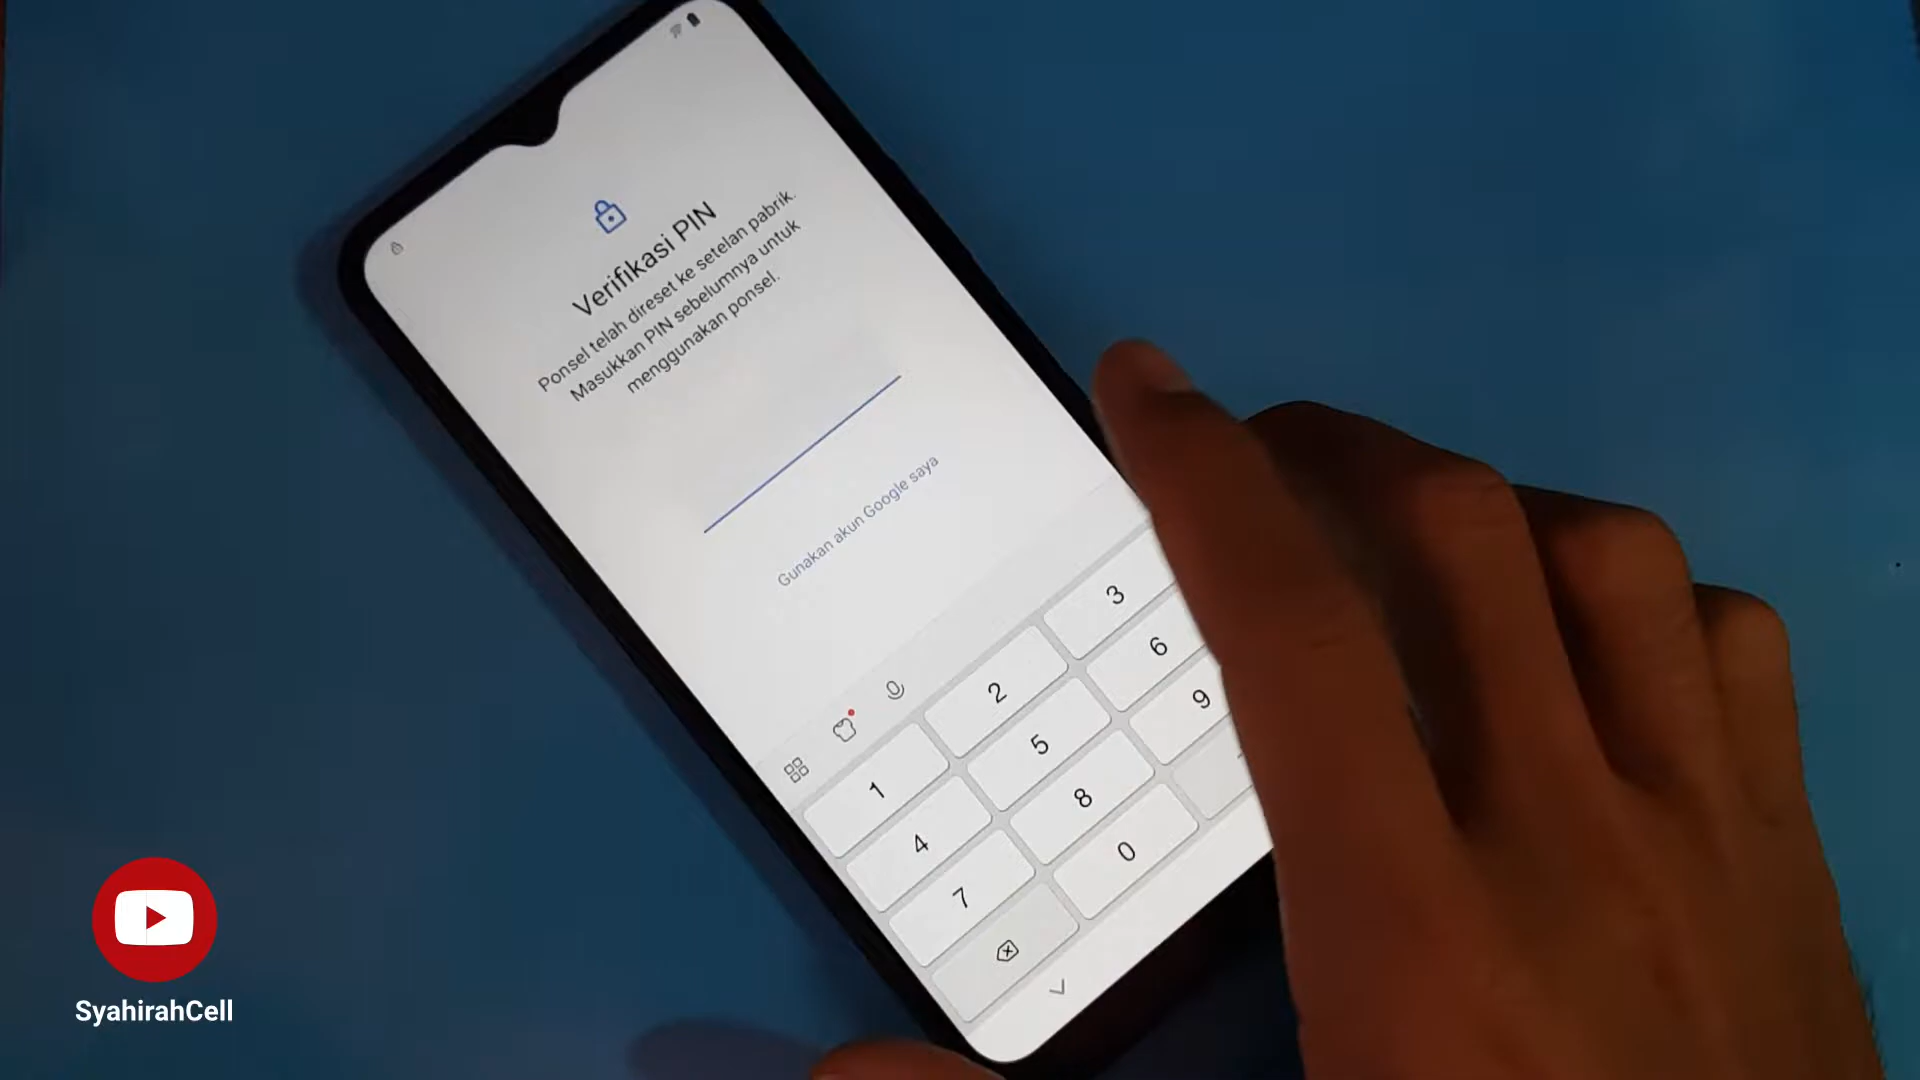 Verifikasi PIN
Ponsel telah direset ke setelan pabrik.
Masukkan PIN sebelumnya untuk
menggunakan ponsel.
Gunakan akun Google saya
1 2 3
4 5 6
7 8 9
0
SyahirahCell